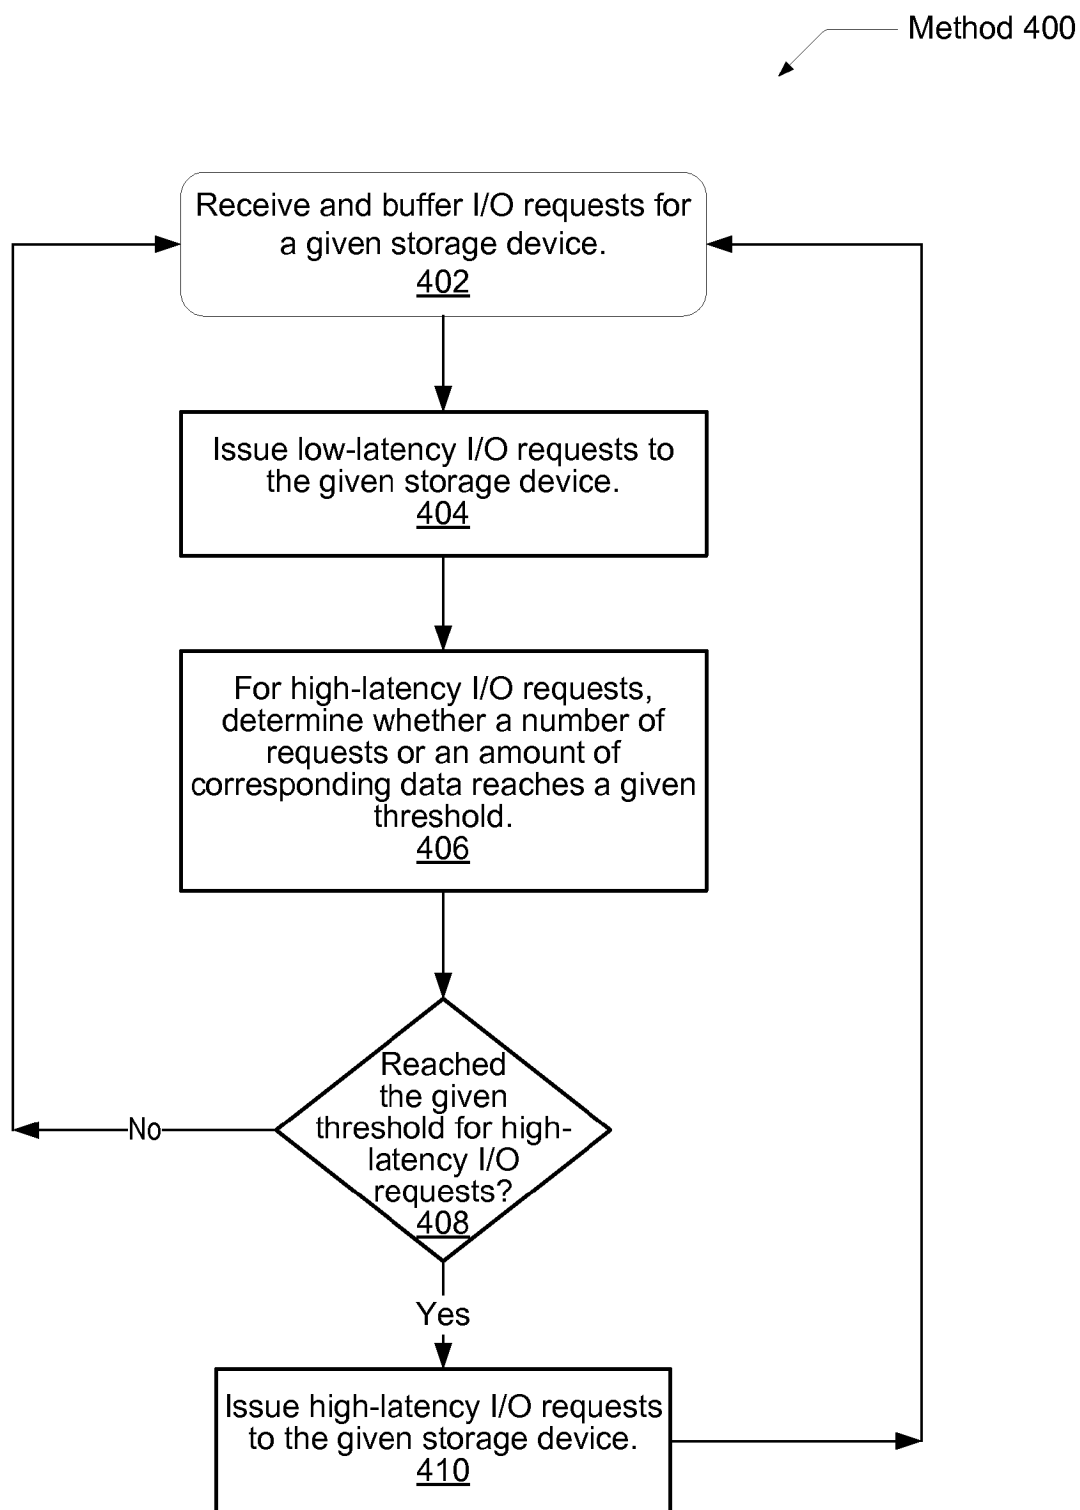 Method 400
Receive and buffer I/O requests for
a given storage device.
402
Issue low-latency I/O requests to
the given storage device.
404
For high-latency I/O requests,
determine whether a number of
requests or an amount of
corresponding data reaches a given
threshold.
406
Reached
the given
threshold for high-
latency I/O
requests?
408
No
Yes
Issue high-latency I/O requests
to the given storage device.
410